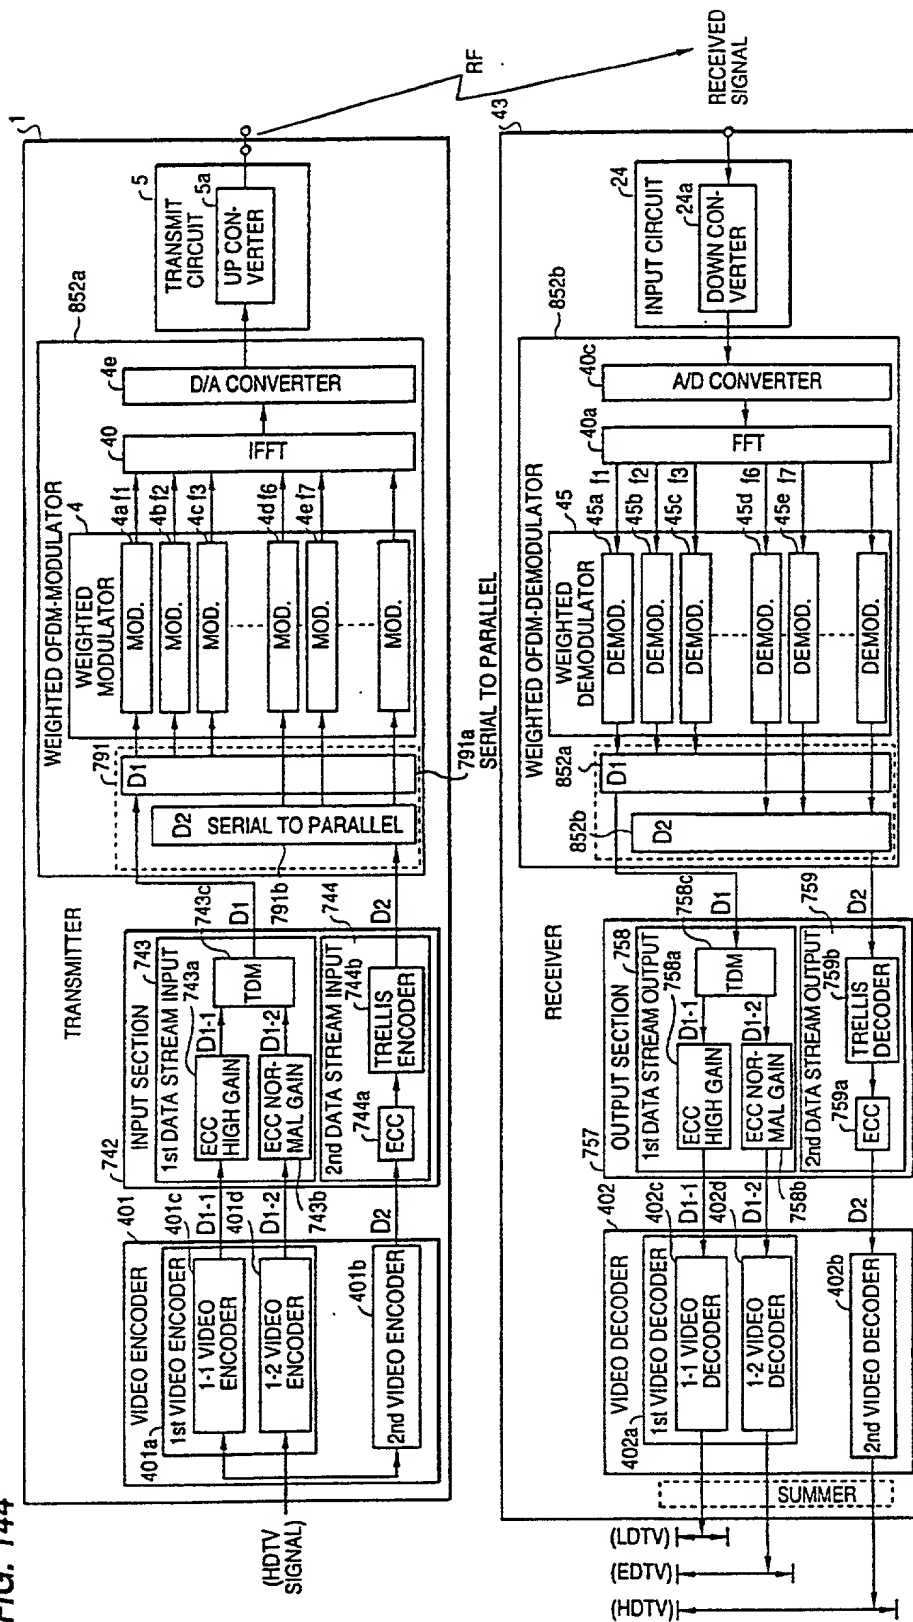 FIG. 144
TRANSMITTER
1
(HDTV
SIGNAL)
VIDEO ENCODER
401
401a
1st VIDEO ENCODER
401c
1-1 VIDEO
ENCODER
401d
1-2 VIDEO
ENCODER
401b
2nd VIDEO ENCODER
D1-1
D1-2
D2
742
INPUT SECTION
743
1st DATA STREAM INPUT
743a
ECC
HIGH GAIN
ECC NOR-
MAL GAIN
743b
D1-1
D1-2
743c
TDM
D1
2nd DATA STREAM INPUT
744
744a
ECC
744b
TRELLIS
ENCODER
D2
WEIGHTED OFDM-MODULATOR
852a
791
D1
D2
SERIAL TO PARALLEL
791b
791a
SERIAL TO PARALLEL
WEIGHTED
MODULATOR
4
MOD.
MOD.
MOD.
MOD.
MOD.
MOD.
4a f1
4b f2
4c f3
4d f6
4e f7
40
IFFT
4e
D/A CONVERTER
5
TRANSMIT
CIRCUIT
5a
UP CON-
VERTER
RF
RECEIVED
SIGNAL
RECEIVER
43
INPUT CIRCUIT
24
24a
DOWN CON-
VERTER
WEIGHTED OFDM-DEMODULATOR
852b
40c
A/D CONVERTER
40a
FFT
WEIGHTED
DEMODULATOR
45
45a f1
45b f2
45c f3
45d f6
45e f7
DEMOD.
DEMOD.
DEMOD.
DEMOD.
DEMOD.
DEMOD.
852a
D1
852b
D2
D1
D2
757
OUTPUT SECTION
758
1st DATA STREAM OUTPUT
758a
758c
TDM
D1-1
D1-2
ECC
HIGH GAIN
ECC NOR-
MAL GAIN
758b
2nd DATA STREAM OUTPUT
759
759a
ECC
759b
TRELLIS
DECODER
D1-1
D1-2
D2
VIDEO DECODER
402
402a
1st VIDEO DECODER
402c
1-1 VIDEO
DECODER
402d
1-2 VIDEO
DECODER
402b
2nd VIDEO DECODER
SUMMER
(LDTV)
(EDTV)
(HDTV)